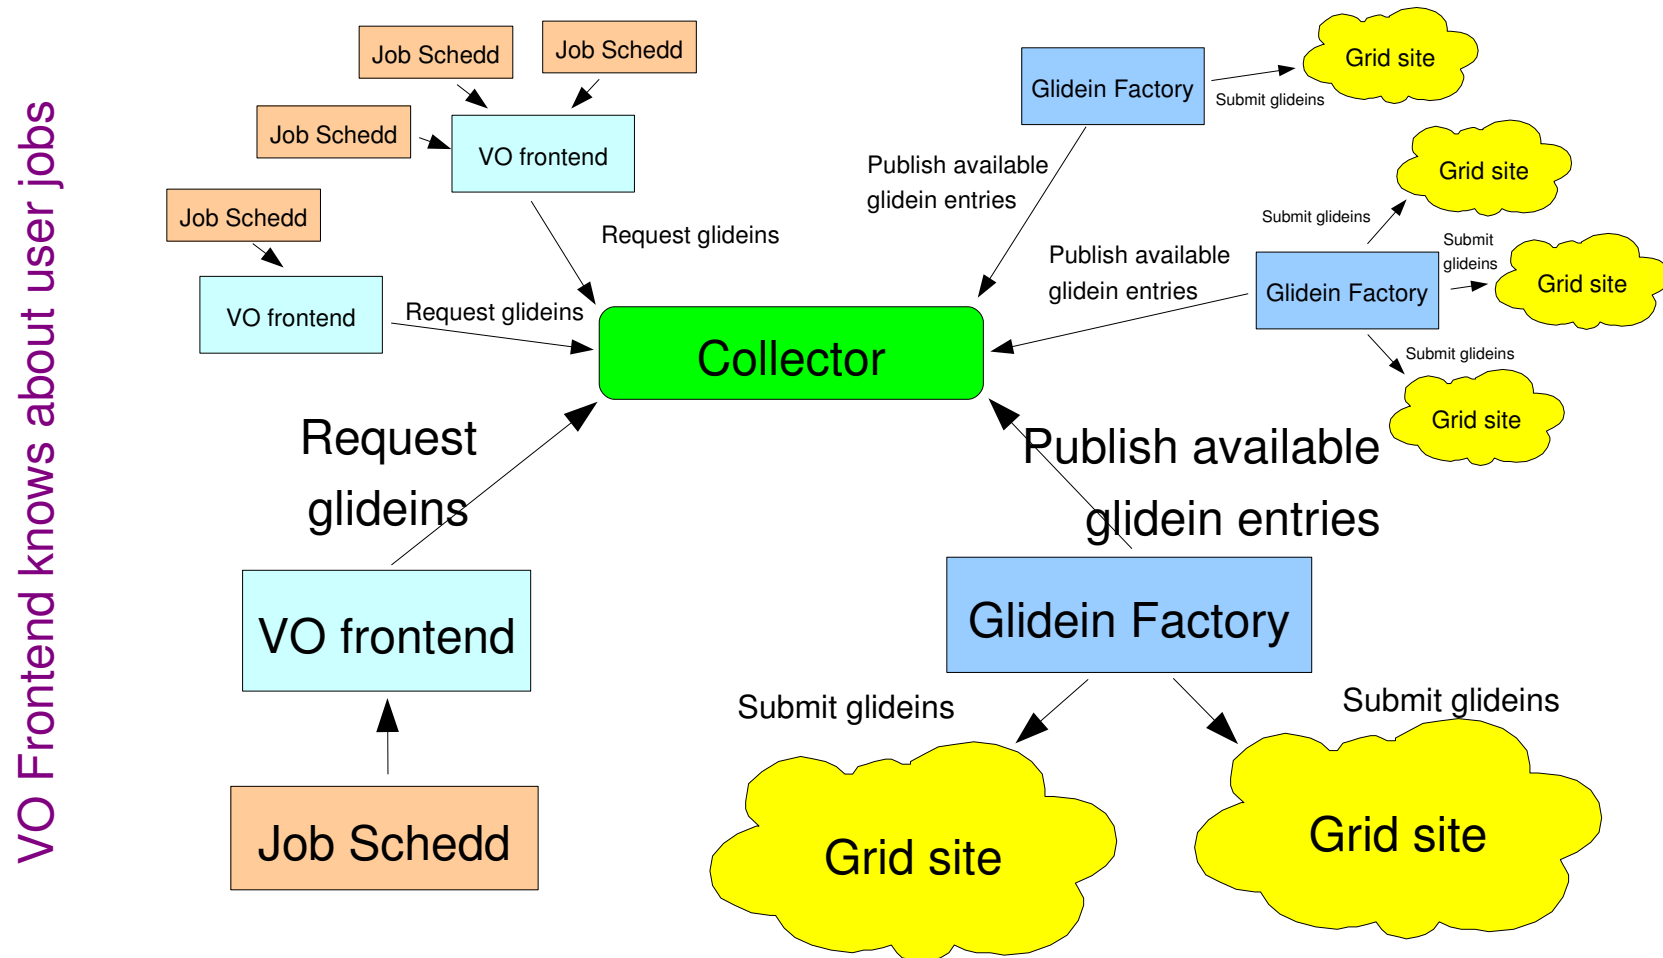 VO Frontend knows about user jobs
Job Schedd
Job Schedd
Job Schedd
VO frontend
Job Schedd
VO frontend
Request glideins
Request glideins
Glidein Factory
Submit glideins
Grid site
Publish available
glidein entries
Grid site
Submit glideins
Publish available
glidein entries
Glidein Factory
Submit
glideins
Grid site
Submit glideins
Grid site
Collector
Request
glideins
VO frontend
Job Schedd
Publish available
glidein entries
Glidein Factory
Submit glideins
Submit glideins
Grid site
Grid site